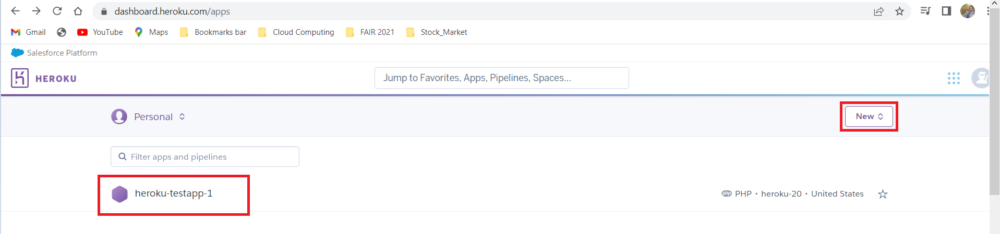 dashboard.heroku.com/apps
Gmail YouTube Maps Bookmarks bar Cloud Computing FAIR 2021 Stock_Market
Salesforce Platform
HEROKU Jump to Favorites, Apps, Pipelines, Spaces...
Personal New
Filter apps and pipelines
heroku-testapp-1 php PHP • heroku-20 • United States